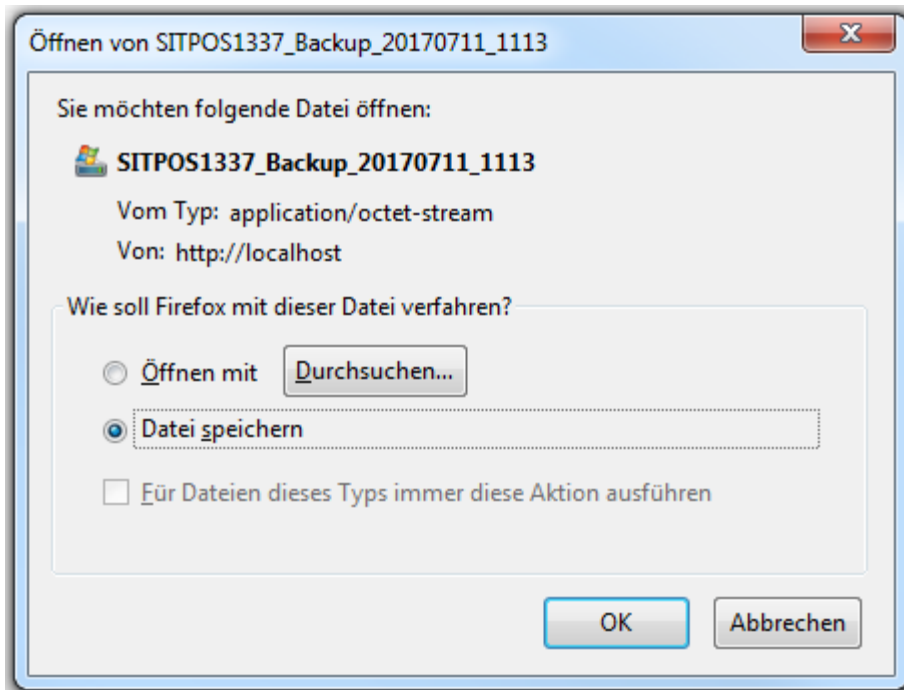 Öffnen von SITPOS1337_Backup_20170711_1113
Sie möchten folgende Datei öffnen:
SITPOS1337_Backup_20170711_1113
Vom Typ: application/octet-stream
Von: http://localhost
Wie soll Firefox mit dieser Datei verfahren?
Öffnen mit Durchsuchen...
Datei speichern
Für Dateien dieses Typs immer diese Aktion ausführen
OK Abbrechen